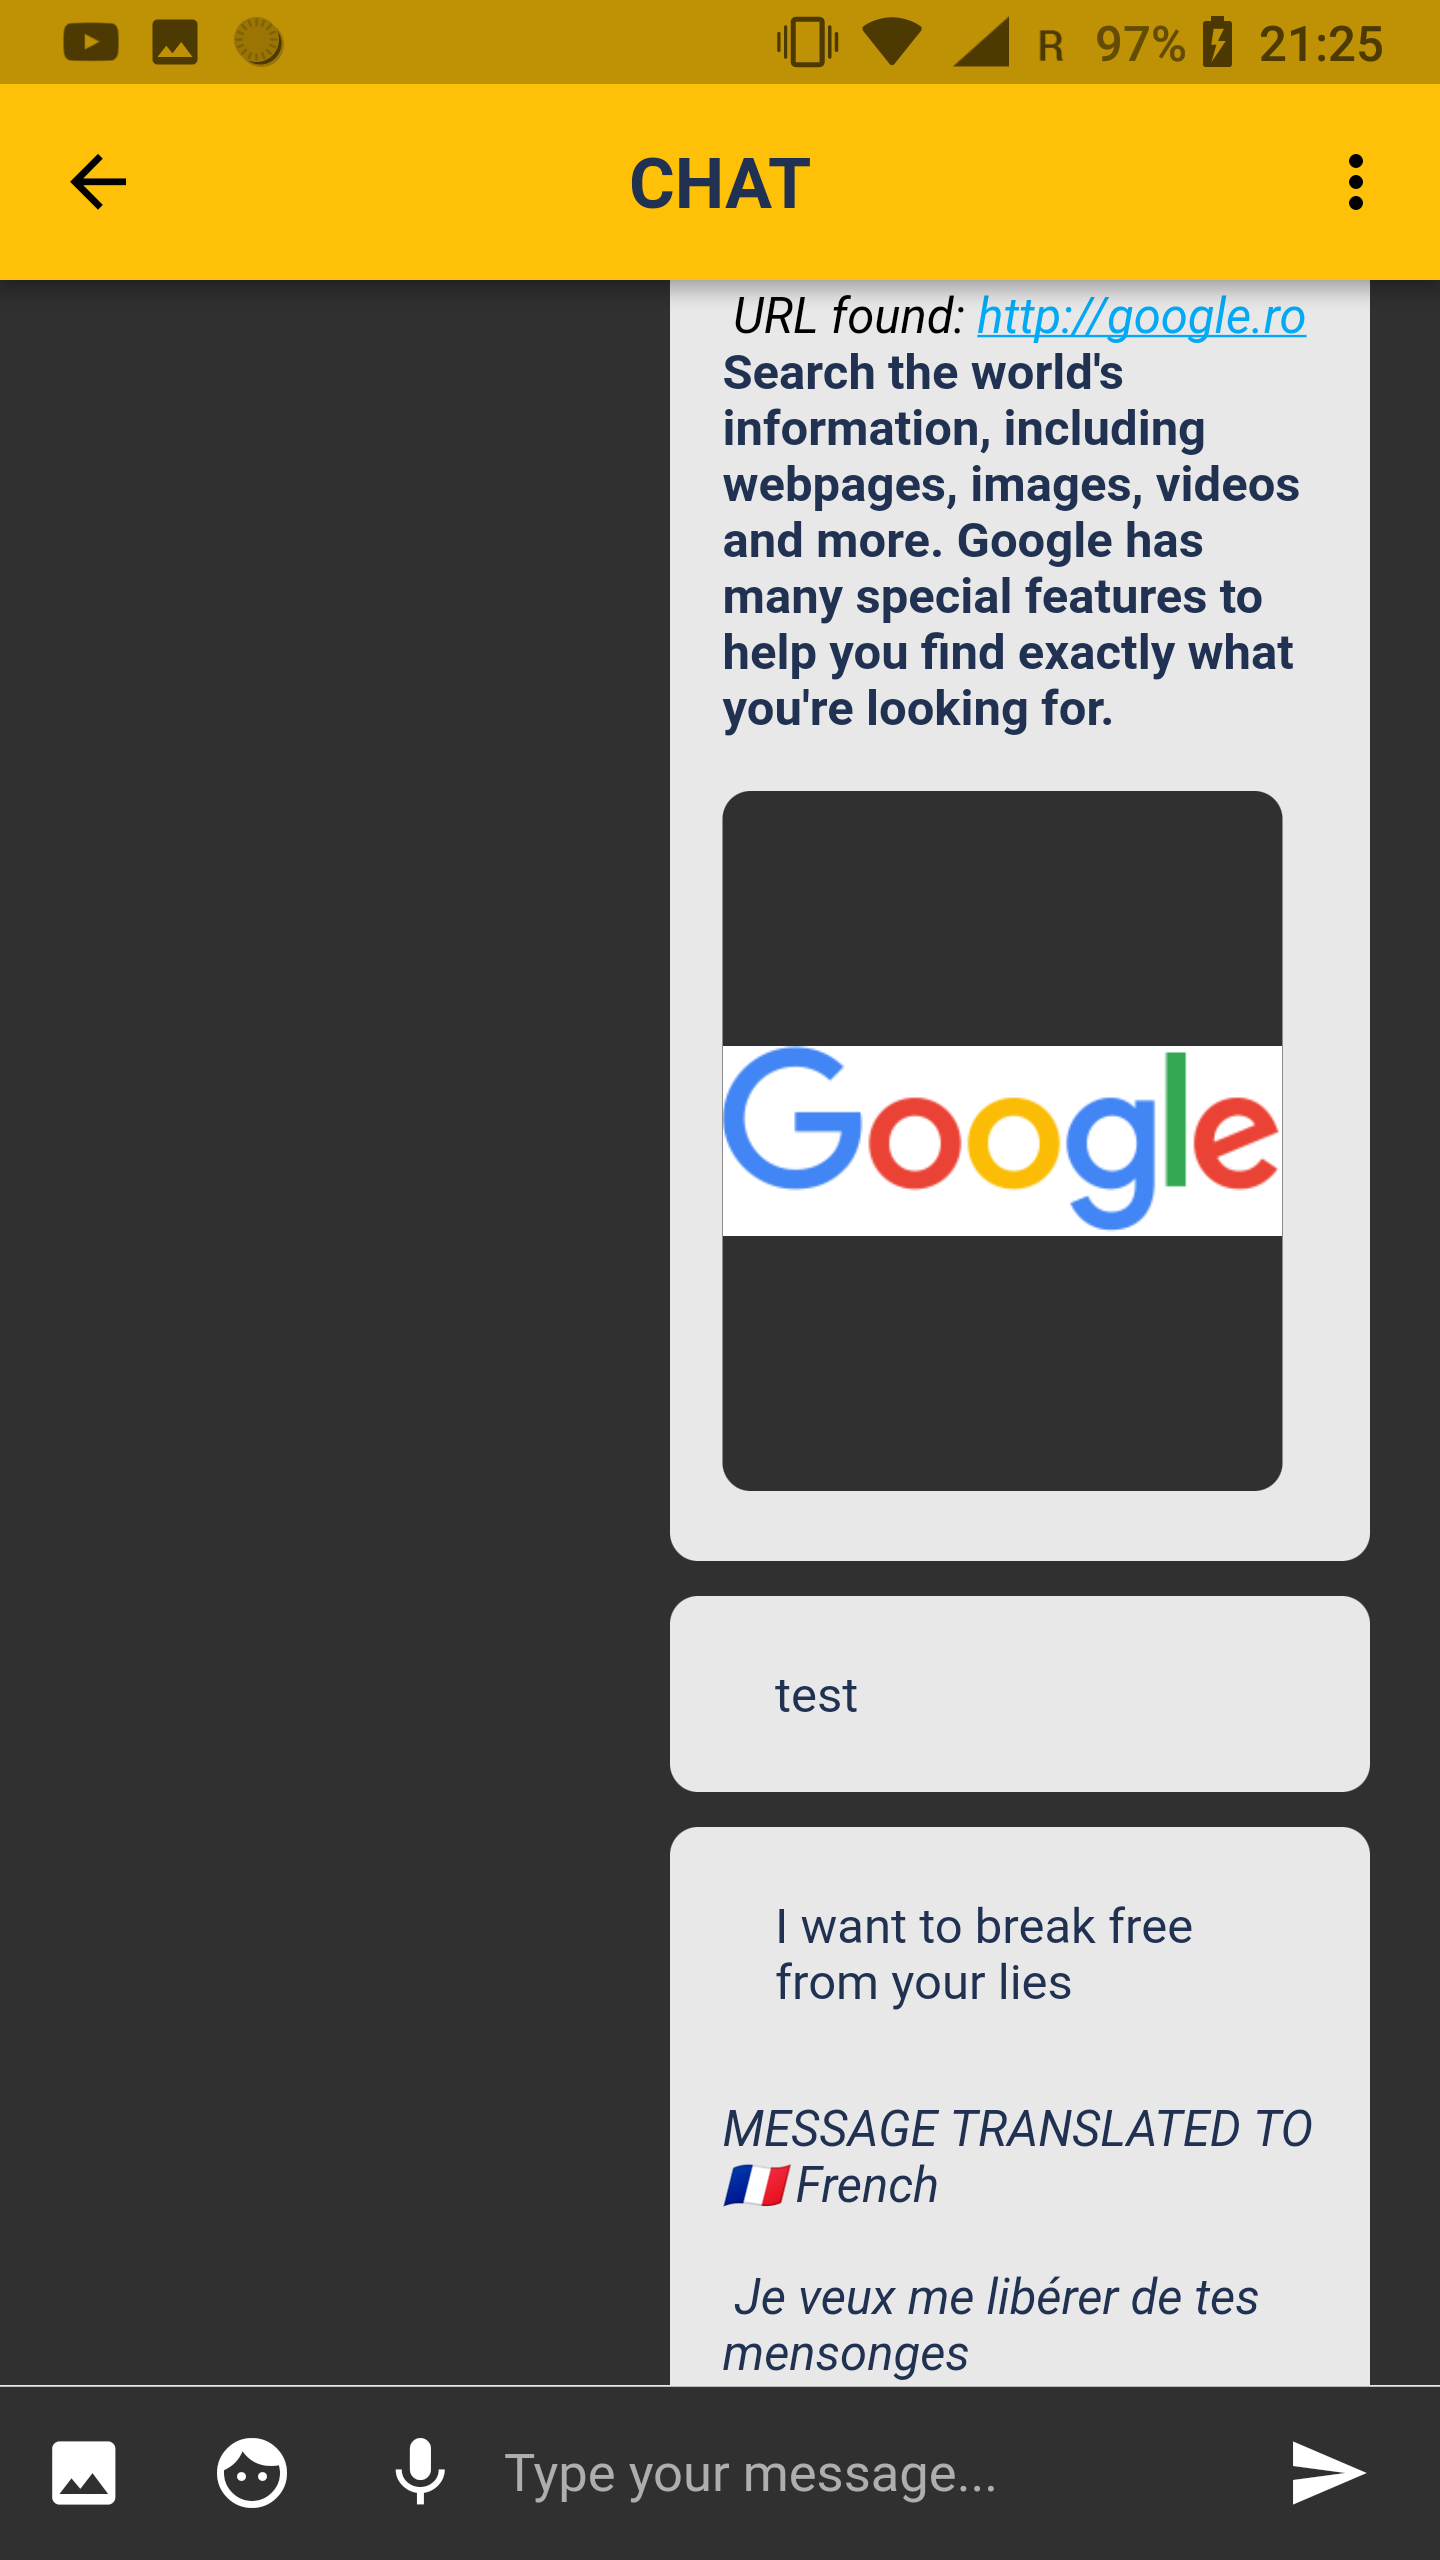 R 97% 21:25
CHAT
URL found: http://google.ro
Search the world's
information, including
webpages, images, videos
and more. Google has
many special features to
help you find exactly what
you're looking for.
Google
test
I want to break free
from your lies
MESSAGE TRANSLATED TO
🇫🇷 French
Je veux me libérer de tes
mensonges
Type your message...